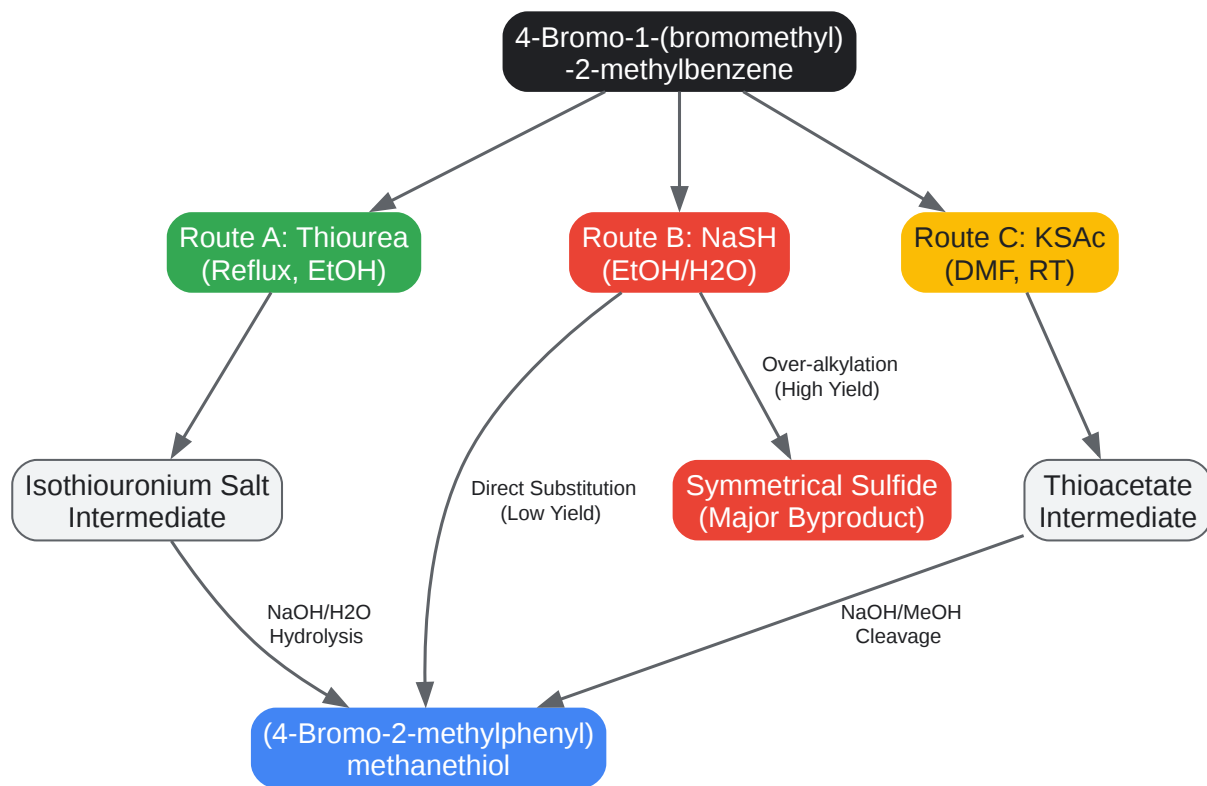 4-Bromo-1-(bromomethyl)
-2-methylbenzene
Route A: Thiourea
(Reflux, EtOH)
Route B: NaSH
(EtOH/H2O)
Route C: KSAc
(DMF, RT)
Over-alkylation
(High Yield)
Isothiouronium Salt
Intermediate
Direct Substitution
(Low Yield)
Symmetrical Sulfide
(Major Byproduct)
Thioacetate
Intermediate
NaOH/H2O
Hydrolysis
NaOH/MeOH
Cleavage
(4-Bromo-2-methylphenyl)
methanethiol